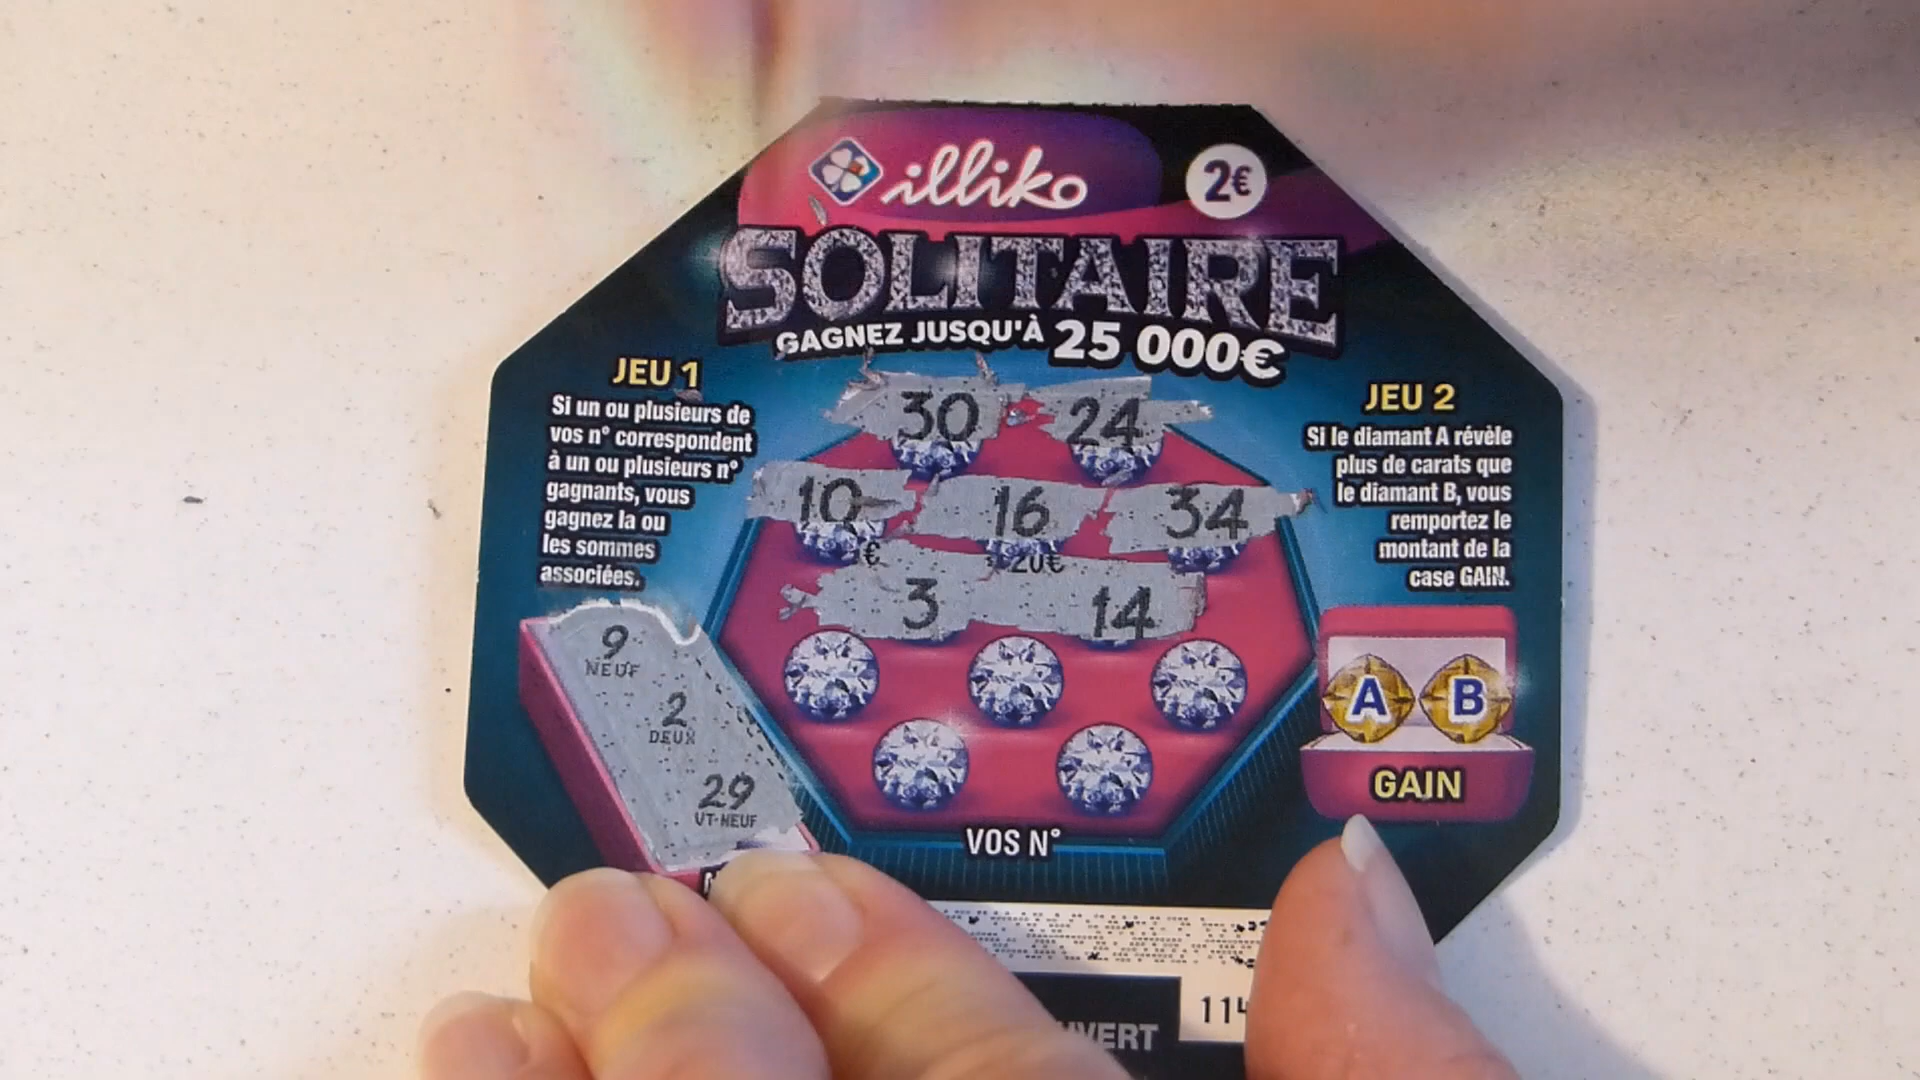 illiko
2€
SOLITAIRE
GAGNEZ JUSQU'À 25 000€
JEU 1
Si un ou plusieurs de
vos n° correspondent
à un ou plusieurs n°
gagnants, vous
gagnez la ou
les sommes
associées.
JEU 2
Si le diamant A révèle
plus de carats que
le diamant B, vous
remportez le
montant de la
case GAIN.
30 24
10 16 34
€ 20€
3 14
9
NEUF
2
DEUX
29
VT-NEUF
A B
GAIN
VOS N°